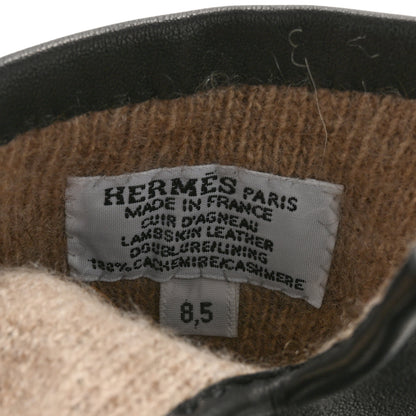 HERMÈS PARIS
MADE IN FRANCE
CUIR D'AGNEAU
LAMBSKIN LEATHER
DOUBLURE/LINING
100% CACHEMIRE/CASHMERE
8,5